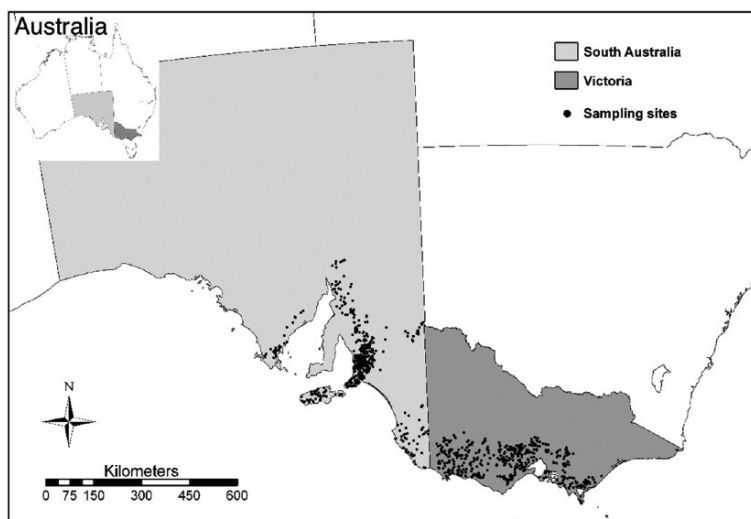 Australia
South Australia
Victoria
Sampling sites
N
Kilometers
0 75 150 300 450 600